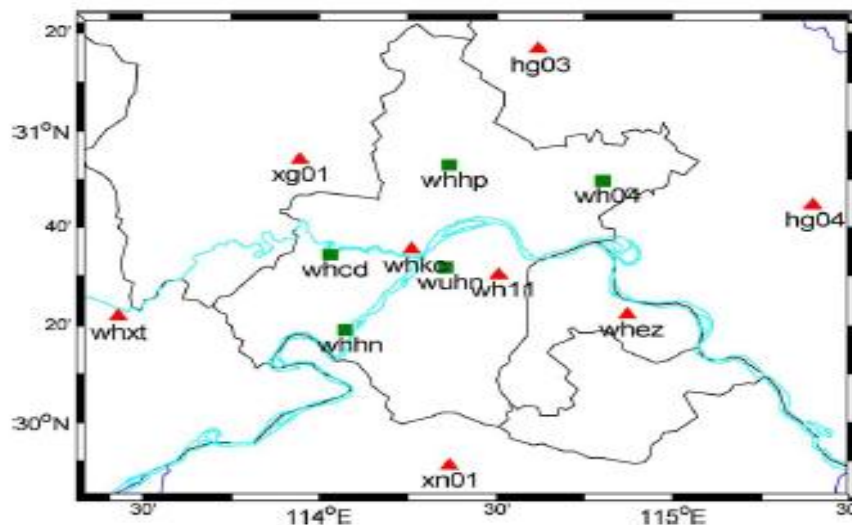 20'
hg03
31°N
xg01
whhp
wh04
40'
hg04
whcd
whkc
wuhn
wh11
whxt
20'
whhn
whez
30°N
xn01
30'
114°E
30'
115°E
30'